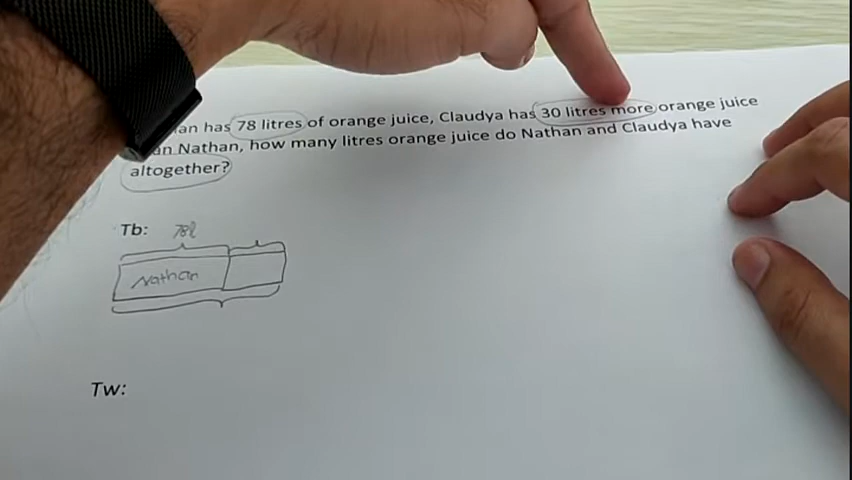 an has 78 litres of orange juice, Claudya has 30 litres more orange juice
an Nathan, how many litres orange juice do Nathan and Claudya have
altogether?
Tb: 78l
Nathan
Tw: